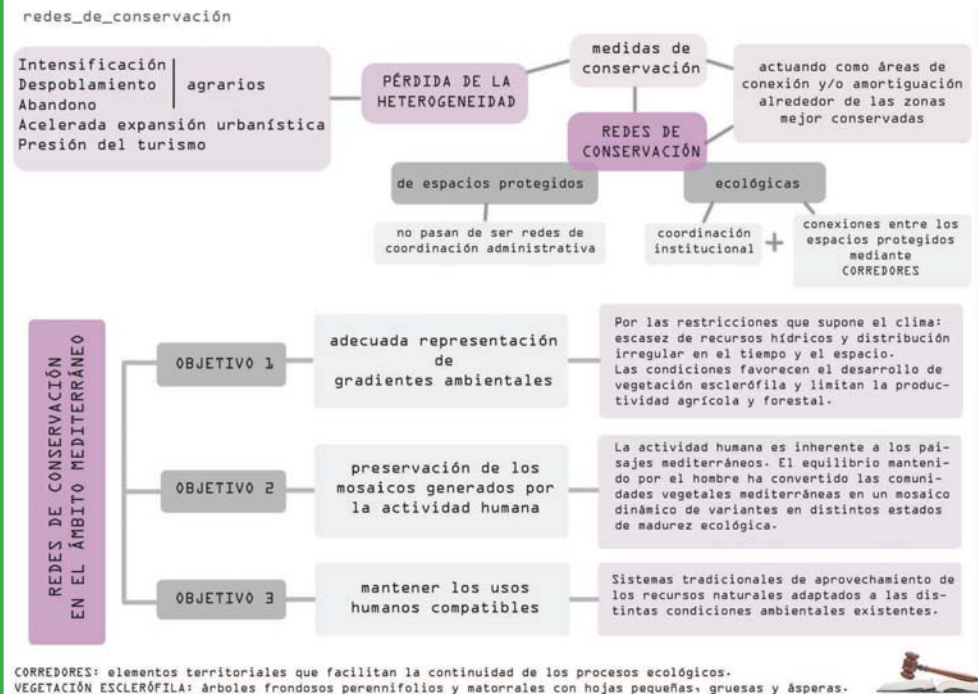 redes_de_conservación
Intensificación
Despoblamiento
Abandono
agrarios
Acelerada expansión urbanística
Presión del turismo
PÉRDIDA DE LA
HETEROGENEIDAD
medidas de
conservación
actuando como áreas de
conexión y/o amortiguación
alrededor de las zonas
mejor conservadas
REDES DE
CONSERVACIÓN
de espacios protegidos
ecológicas
no pasan de ser redes de
coordinación administrativa
coordinación
institucional
+
conexiones entre los
espacios protegidos
mediante
CORREDORES
REDES DE CONSERVACIÓN
EN EL ÁMBITO MEDITERRÁNEO
OBJETIVO 1
adecuada representación
de
gradientes ambientales
Por las restricciones que supone el clima:
escasez de recursos hídricos y distribución
irregular en el tiempo y el espacio.
Las condiciones favorecen el desarrollo de
vegetación esclerófila y limitan la produc-
tividad agrícola y forestal.
OBJETIVO 2
preservación de los
mosaicos generados por
la actividad humana
La actividad humana es inherente a los pai-
sajes mediterráneos. El equilibrio manteni-
do por el hombre ha convertido las comuni-
dades vegetales mediterráneas en un mosaico
dinámico de variantes en distintos estados
de madurez ecológica.
OBJETIVO 3
mantener los usos
humanos compatibles
Sistemas tradicionales de aprovechamiento de
los recursos naturales adaptados a las dis-
tintas condiciones ambientales existentes.
CORREDORES: elementos territoriales que facilitan la continuidad de los procesos ecológicos.
VEGETACIÓN ESCLERÓFILA: árboles frondosos perennifolios y matorrales con hojas pequeñas, gruesas y ásperas.